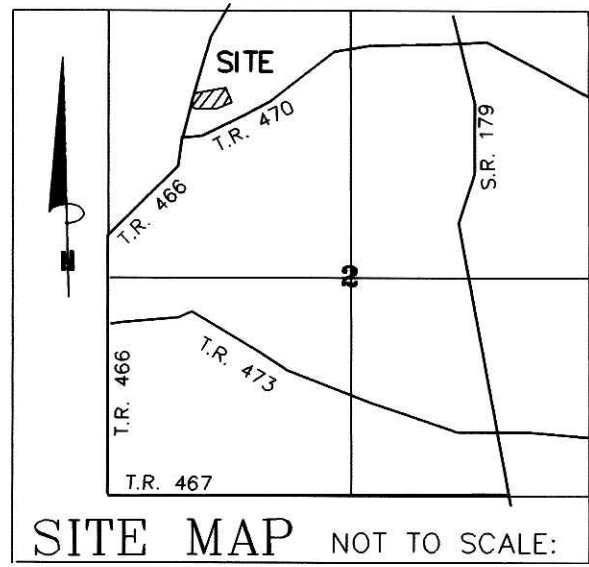 SITE
T.R. 470
S.R. 179
T.R. 466
N
2
T.R. 473
T.R. 466
T.R. 467
SITE MAP NOT TO SCALE: